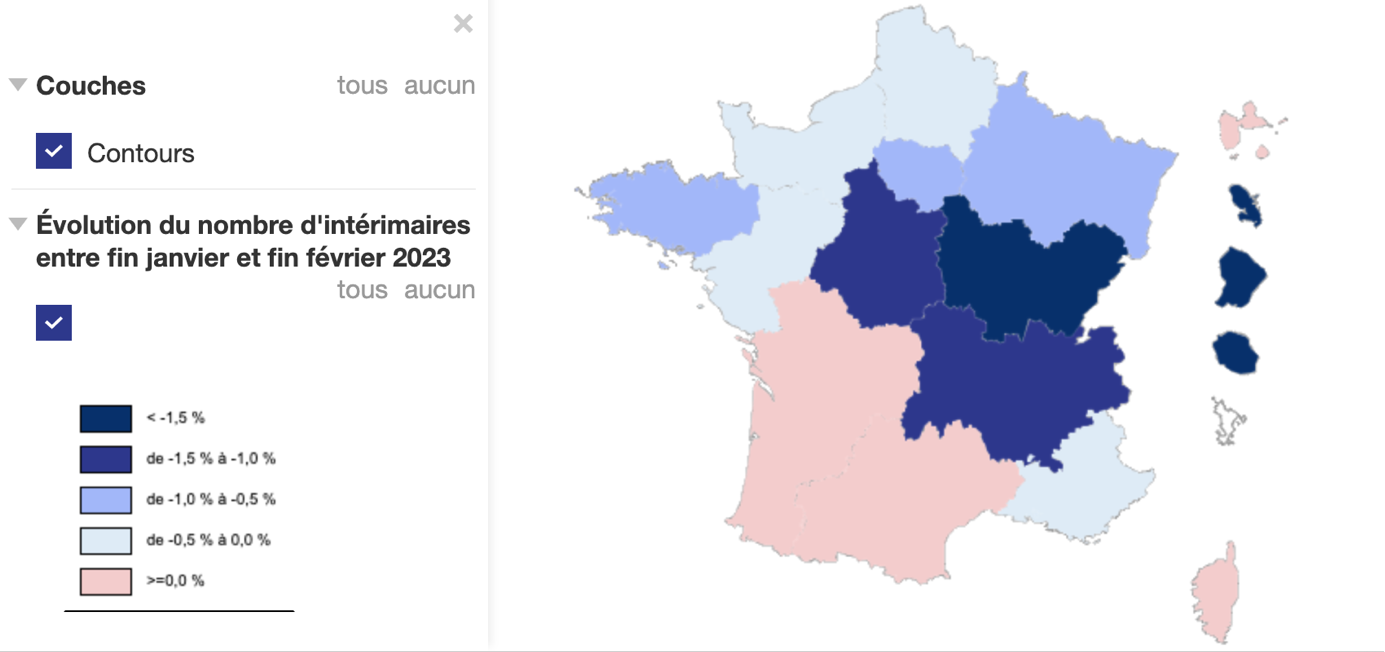 ×
Couches tous aucun
Contours
Évolution du nombre d'intérimaires
entre fin janvier et fin février 2023
tous aucun
< -1,5 %
de -1,5 % à -1,0 %
de -1,0 % à -0,5 %
de -0,5 % à 0,0 %
>=0,0 %